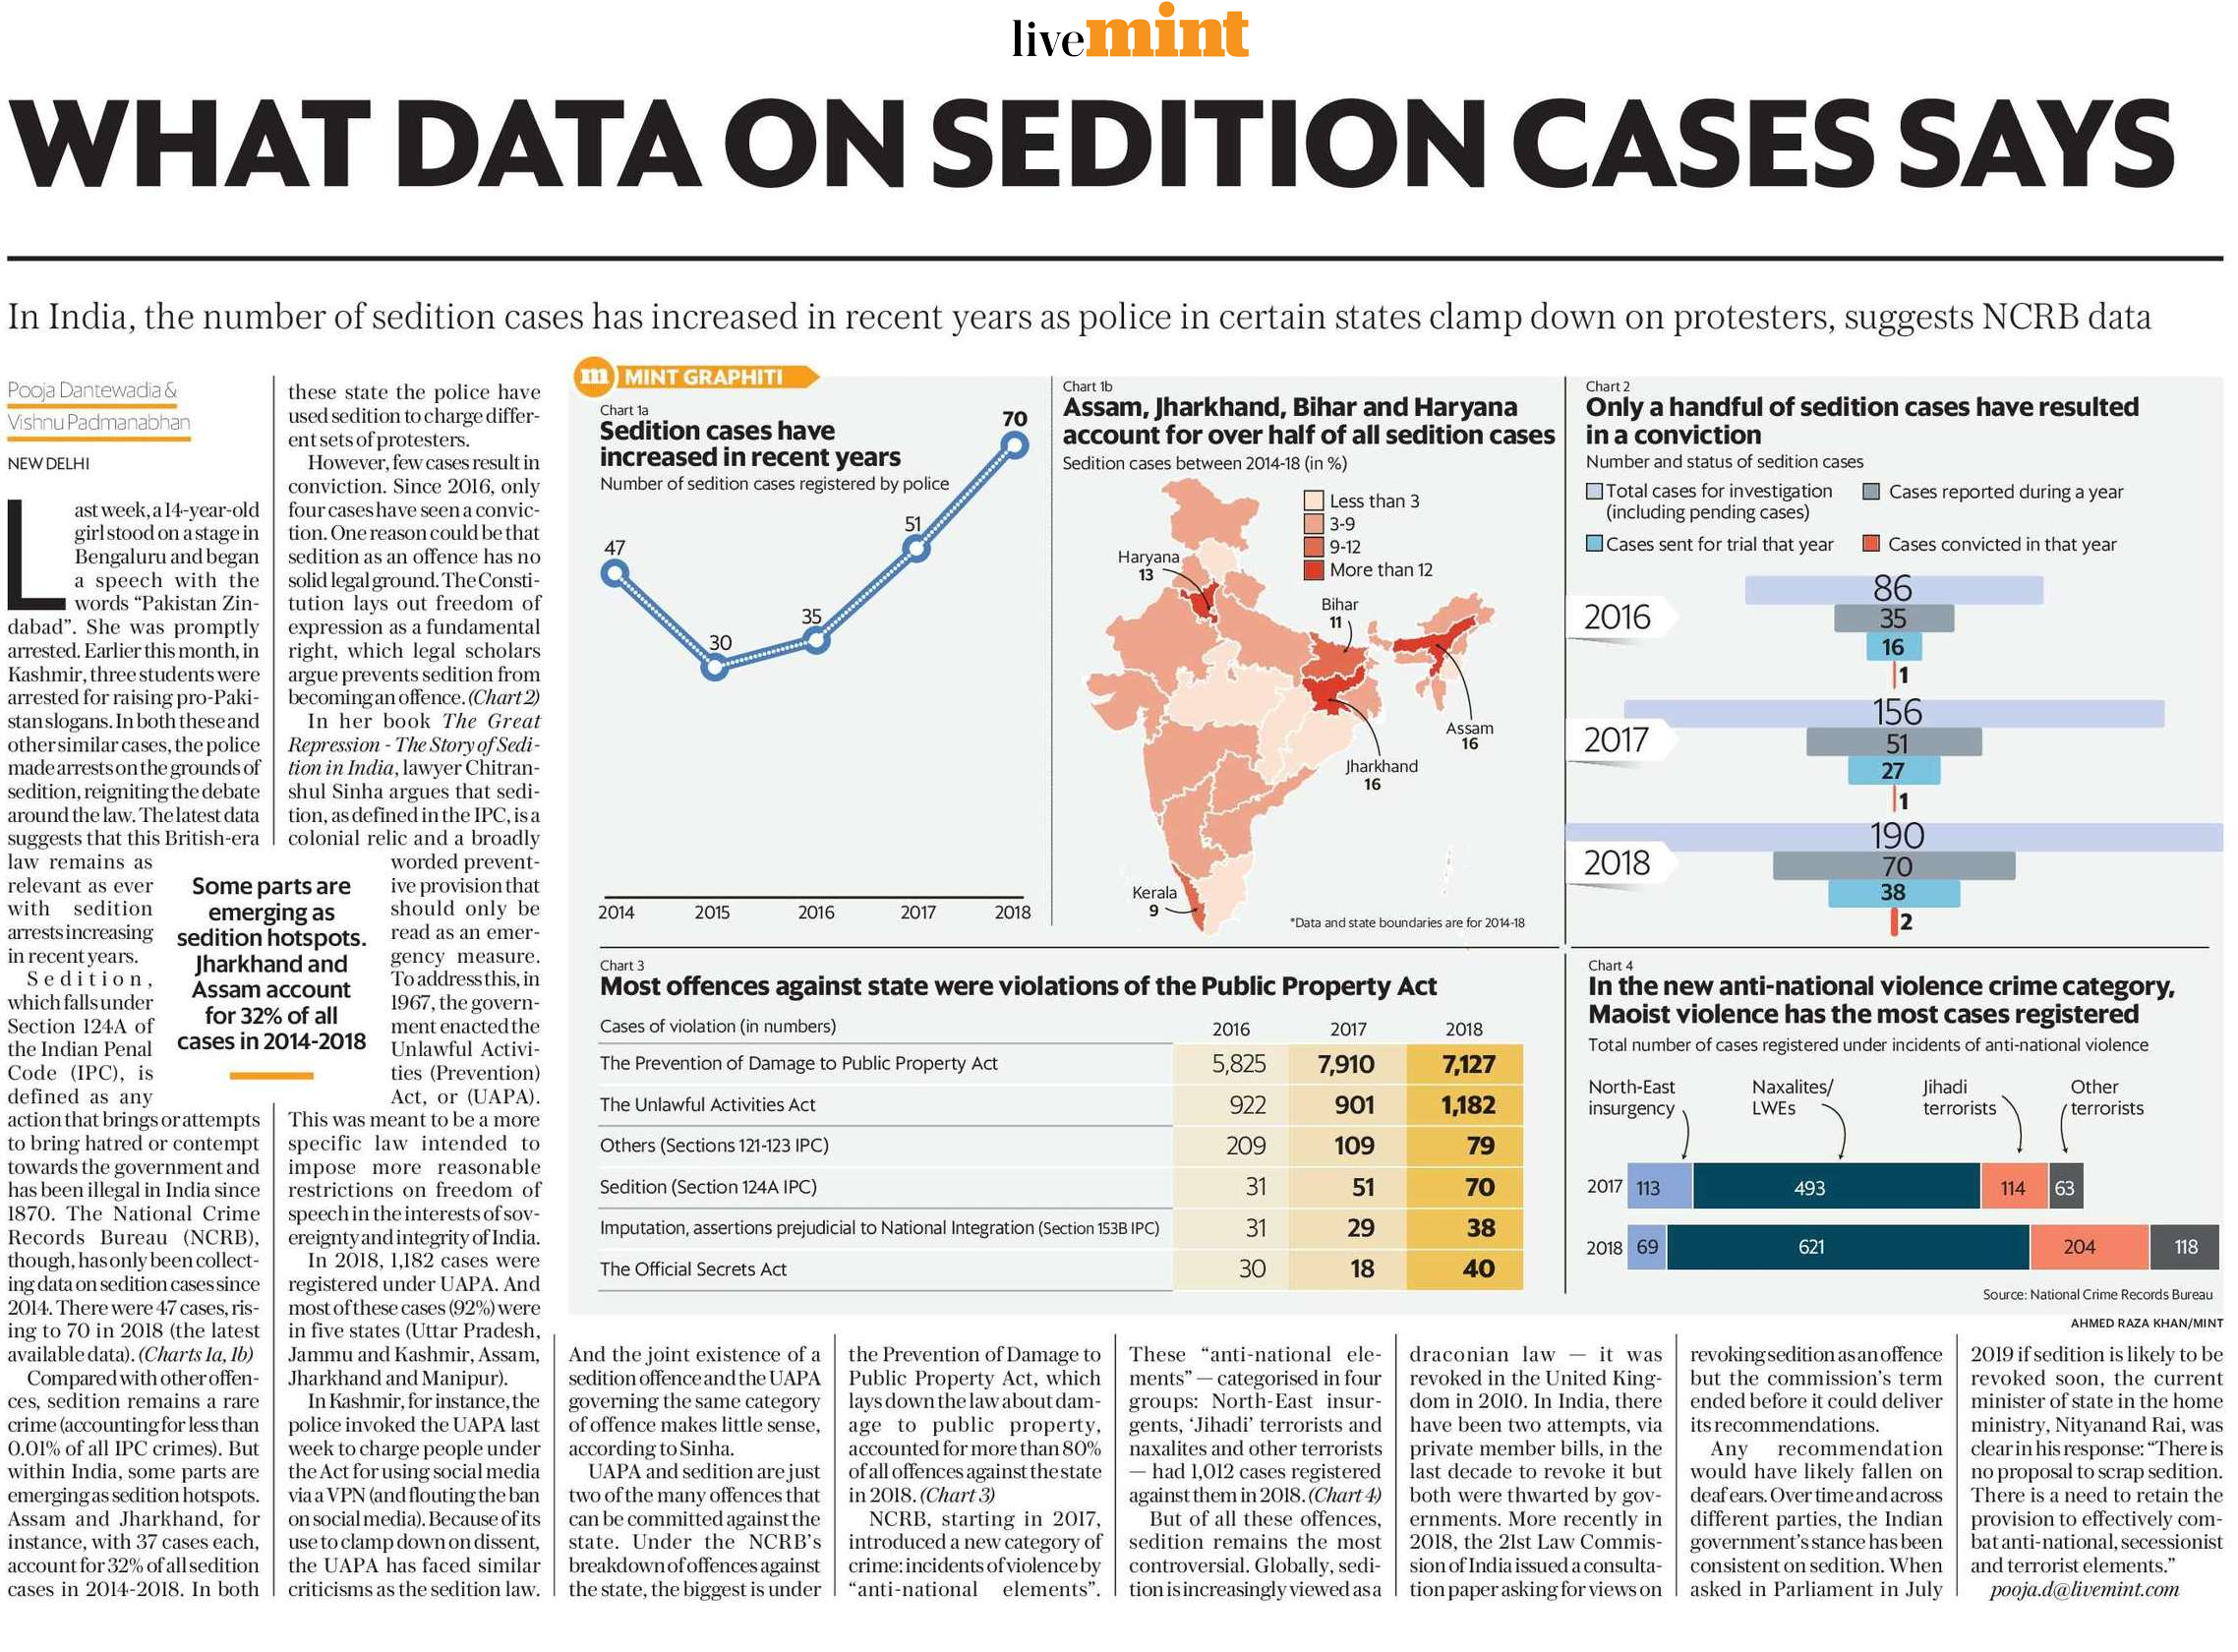 livemint
WHAT DATA ON SEDITION CASES SAYS
In India, the number of sedition cases has increased in recent years as police in certain states clamp down on protesters, suggests NCRB data
Pooja Dantewadia &
Vishnu Padmanabhan
NEW DELHI
Last week, a 14-year-old
girl stood on a stage in
Bengaluru and began
a speech with the
words “Pakistan Zin-
dabad”. She was promptly
arrested. Earlier this month, in
Kashmir, three students were
arrested for raising pro-Paki-
stan slogans. In both these and
other similar cases, the police
made arrests on the grounds of
sedition, reigniting the debate
around the law. The latest data
suggests that this British-era
law remains as
relevant as ever
with sedition
arrests increasing
in recent years.
Sedition,
which falls under
Section 124A of
the Indian Penal
Code (IPC), is
defined as any
action that brings or attempts
to bring hatred or contempt
towards the government and
has been illegal in India since
1870. The National Crime
Records Bureau (NCRB),
though, has only been collect-
ing data on sedition cases since
2014. There were 47 cases, ris-
ing to 70 in 2018 (the latest
available data). (Charts 1a, 1b)
Compared with other offen-
ces, sedition remains a rare
crime (accounting for less than
0.01% of all IPC crimes). But
within India, some parts are
emerging as sedition hotspots.
Assam and Jharkhand, for
instance, with 37 cases each,
account for 32% of all sedition
cases in 2014-2018. In both
these state the police have
used sedition to charge differ-
ent sets of protesters.
However, few cases result in
conviction. Since 2016, only
four cases have seen a convic-
tion. One reason could be that
sedition as an offence has no
solid legal ground. The Consti-
tution lays out freedom of
expression as a fundamental
right, which legal scholars
argue prevents sedition from
becoming an offence. (Chart 2)
In her book The Great
Repression - The Story of Sedi-
tion in India, lawyer Chitran-
shul Sinha argues that sedi-
tion, as defined in the IPC, is a
colonial relic and a broadly
worded prevent-
ive provision that
should only be
read as an emer-
gency measure.
To address this, in
1967, the govern-
ment enacted the
Unlawful Activi-
ties (Prevention)
Act, or (UAPA).
This was meant to be a more
specific law intended to
impose more reasonable
restrictions on freedom of
speech in the interests of sov-
ereignty and integrity of India.
In 2018, 1,182 cases were
registered under UAPA. And
most of these cases (92%) were
in five states (Uttar Pradesh,
Jammu and Kashmir, Assam,
Jharkhand and Manipur).
In Kashmir, for instance, the
police invoked the UAPA last
week to charge people under
the Act for using social media
via a VPN (and flouting the ban
on social media). Because of its
use to clamp down on dissent,
the UAPA has faced similar
criticisms as the sedition law.
Some parts are
emerging as
sedition hotspots.
Jharkhand and
Assam account
for 32% of all
cases in 2014-2018
m MINT GRAPHITI
Chart 1a
Sedition cases have
increased in recent years
Number of sedition cases registered by police
47
30
35
51
70
2014 2015 2016 2017 2018
Chart 1b
Assam, Jharkhand, Bihar and Haryana
account for over half of all sedition cases
Sedition cases between 2014-18 (in %)
Less than 3
3-9
9-12
More than 12
Haryana
13
Bihar
11
Assam
16
Jharkhand
16
Kerala
9
*Data and state boundaries are for 2014-18
Chart 2
Only a handful of sedition cases have resulted
in a conviction
Number and status of sedition cases
Total cases for investigation
(including pending cases)
Cases reported during a year
Cases sent for trial that year
Cases convicted in that year
2016
86
35
16
1
2017
156
51
27
1
2018
190
70
38
2
Chart 3
Most offences against state were violations of the Public Property Act
Cases of violation (in numbers) 2016 2017 2018
The Prevention of Damage to Public Property Act 5,825 7,910 7,127
The Unlawful Activities Act 922 901 1,182
Others (Sections 121-123 IPC) 209 109 79
Sedition (Section 124A IPC) 31 51 70
Imputation, assertions prejudicial to National Integration (Section 153B IPC) 31 29 38
The Official Secrets Act 30 18 40
Chart 4
In the new anti-national violence crime category,
Maoist violence has the most cases registered
Total number of cases registered under incidents of anti-national violence
North-East
insurgency
Naxalites/
LWEs
Jihadi
terrorists
Other
terrorists
2017 113 493 114 63
2018 69 621 204 118
Source: National Crime Records Bureau
AHMED RAZA KHAN/MINT
And the joint existence of a
sedition offence and the UAPA
governing the same category
of offence makes little sense,
according to Sinha.
UAPA and sedition are just
two of the many offences that
can be committed against the
state. Under the NCRB’s
breakdown of offences against
the state, the biggest is under
the Prevention of Damage to
Public Property Act, which
lays down the law about dam-
age to public property,
accounted for more than 80%
of all offences against the state
in 2018. (Chart 3)
NCRB, starting in 2017,
introduced a new category of
crime: incidents of violence by
“anti-national elements”.
These “anti-national ele-
ments” — categorised in four
groups: North-East insur-
gents, ‘Jihadi’ terrorists and
naxalites and other terrorists
— had 1,012 cases registered
against them in 2018. (Chart 4)
But of all these offences,
sedition remains the most
controversial. Globally, sedi-
tion is increasingly viewed as a
draconian law — it was
revoked in the United King-
dom in 2010. In India, there
have been two attempts, via
private member bills, in the
last decade to revoke it but
both were thwarted by gov-
ernments. More recently in
2018, the 21st Law Commis-
sion of India issued a consulta-
tion paper asking for views on
revoking sedition as an offence
but the commission’s term
ended before it could deliver
its recommendations.
Any recommendation
would have likely fallen on
deaf ears. Over time and across
different parties, the Indian
government’s stance has been
consistent on sedition. When
asked in Parliament in July
2019 if sedition is likely to be
revoked soon, the current
minister of state in the home
ministry, Nityanand Rai, was
clear in his response: “There is
no proposal to scrap sedition.
There is a need to retain the
provision to effectively com-
bat anti-national, secessionist
and terrorist elements.”
pooja.d@livemint.com